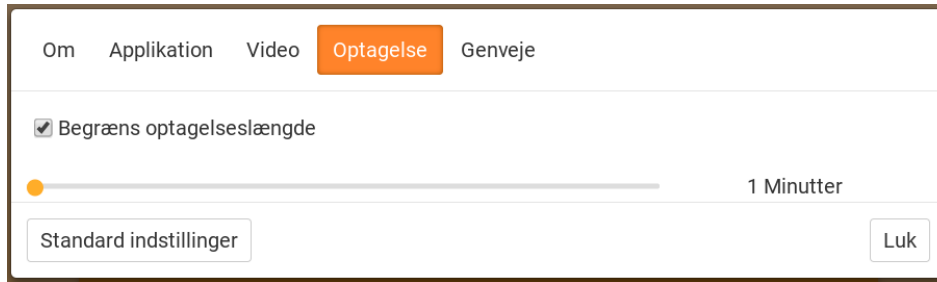 Om Applikation Video Optagelse Genveje
Begræns optagelseslængde
1 Minutter
Standard indstillinger Luk